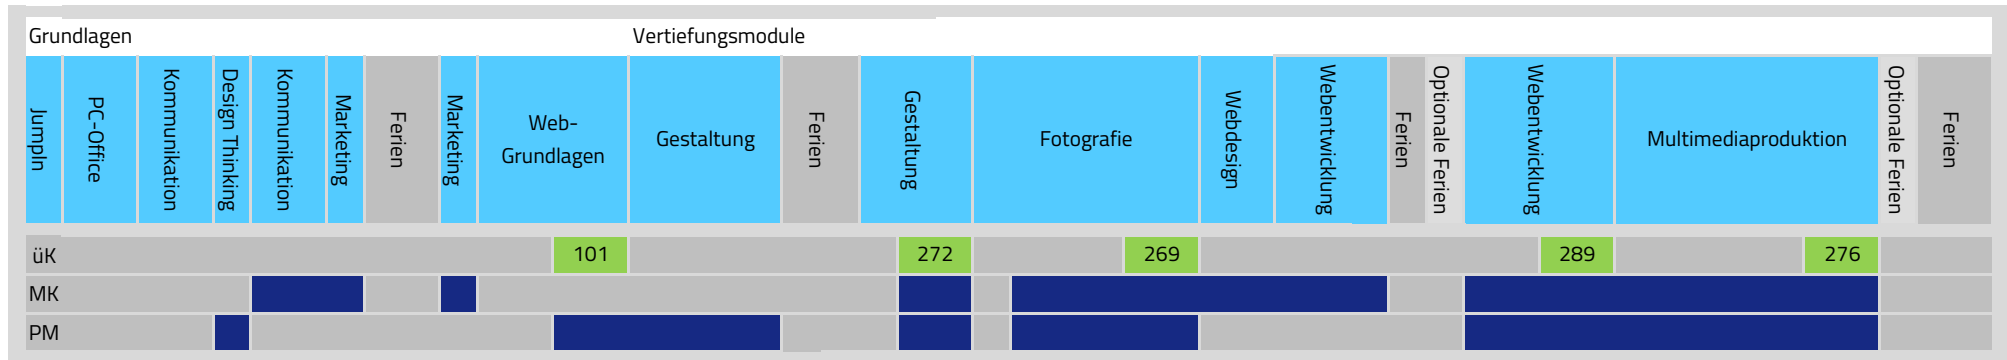 Grundlagen
Vertiefungsmodule
JumpIn
PC-Office
Kommunikation
Design Thinking
Kommunikation
Marketing
Ferien
Marketing
Web-
Grundlagen
Gestaltung
Ferien
Gestaltung
Fotografie
Webdesign
Webentwicklung
Ferien
Optionale Ferien
Webentwicklung
Multimediaproduktion
Optionale Ferien
Ferien
üK
101
272
269
289
276
MK
PM